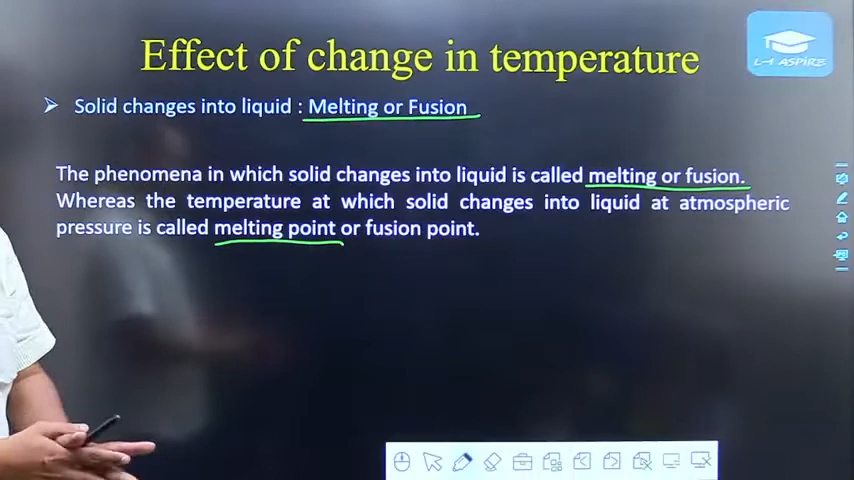 Effect of change in temperature
L-1 ASPIRE
➢ Solid changes into liquid : Melting or Fusion
The phenomena in which solid changes into liquid is called melting or fusion.
Whereas the temperature at which solid changes into liquid at atmospheric
pressure is called melting point or fusion point.